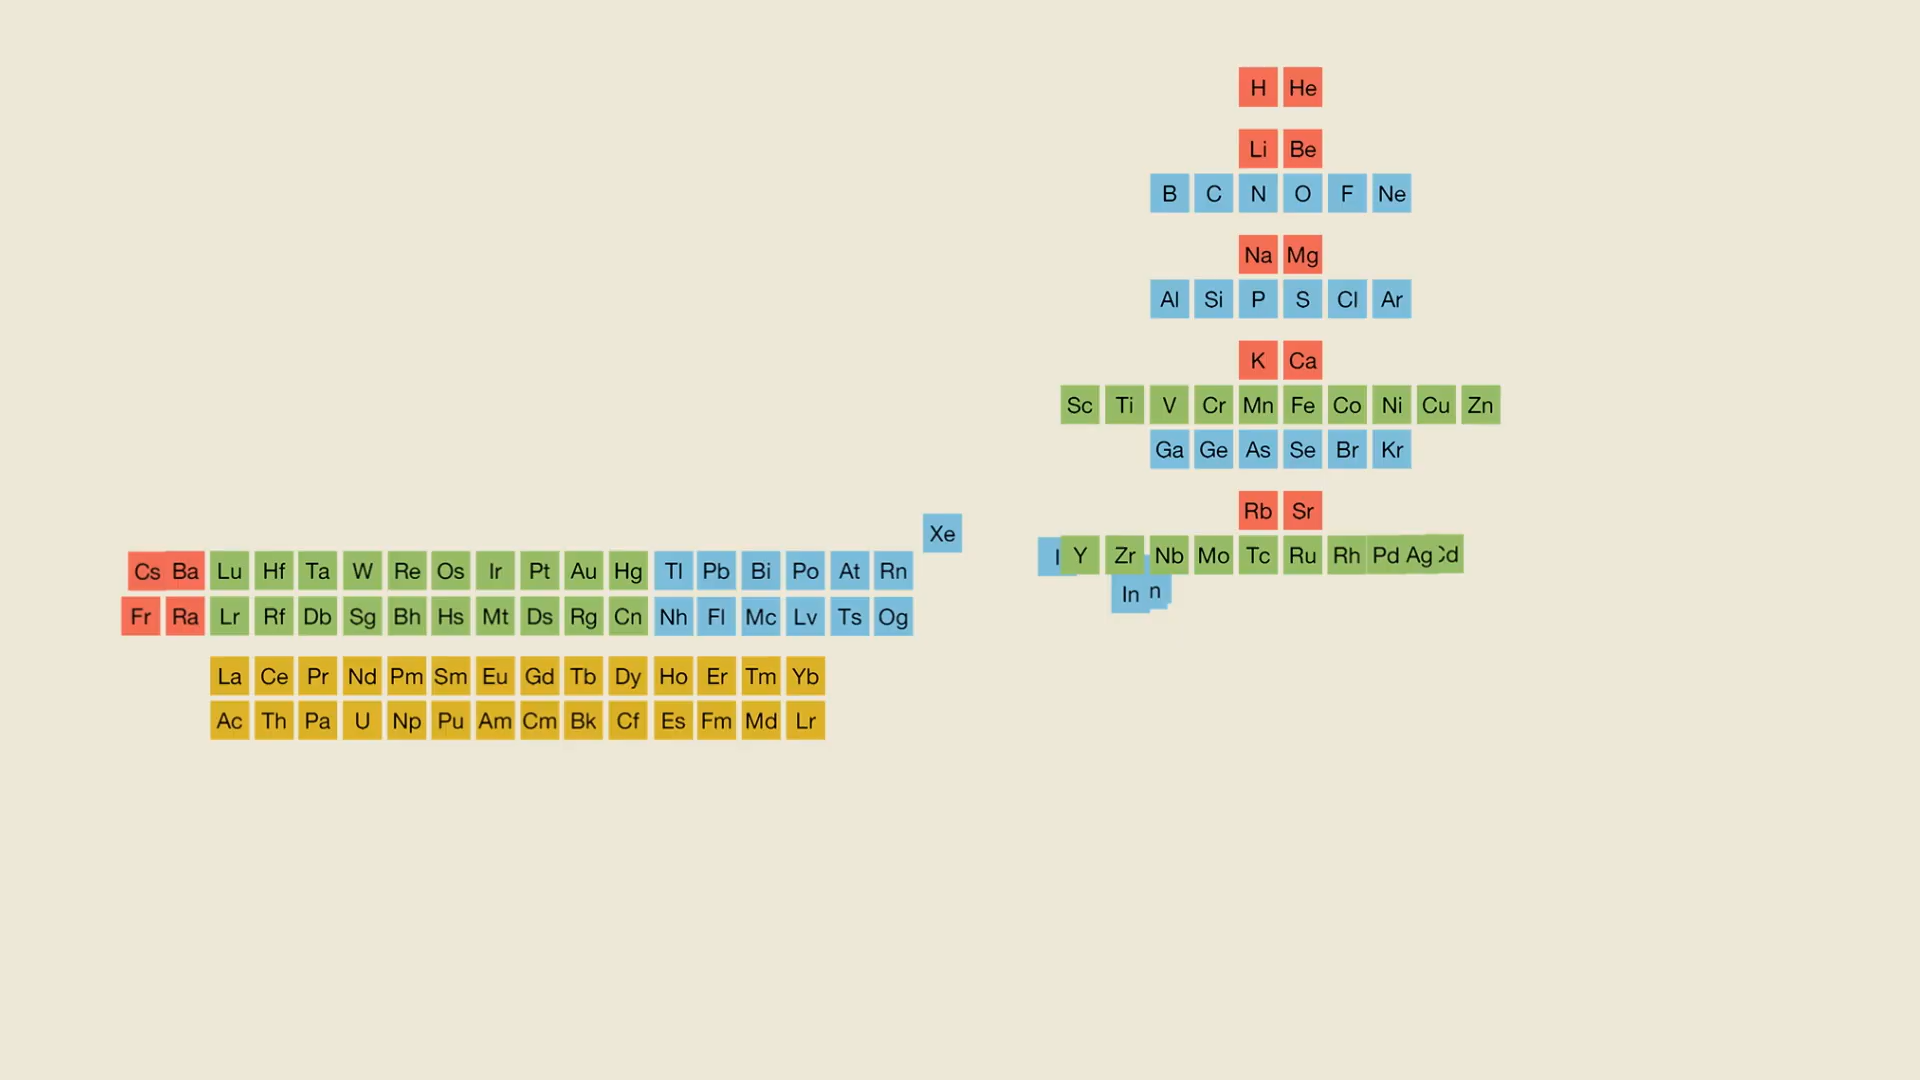 H He
Li Be
B C N O F Ne
Na Mg
Al Si P S Cl Ar
K Ca
Sc Ti V Cr Mn Fe Co Ni Cu Zn
Ga Ge As Se Br Kr
Rb Sr
Xe
I Y Zr Nb Mo Tc Ru Rh Pd Ag
In
Cs Ba Lu Hf Ta W Re Os Ir Pt Au Hg Tl Pb Bi Po At Rn
Fr Ra Lr Rf Db Sg Bh Hs Mt Ds Rg Cn Nh Fl Mc Lv Ts Og
La Ce Pr Nd Pm Sm Eu Gd Tb Dy Ho Er Tm Yb
Ac Th Pa U Np Pu Am Cm Bk Cf Es Fm Md Lr